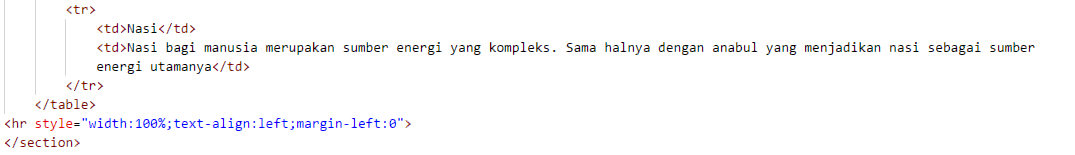 <tr>
<td>Nasi</td>
<td>Nasi bagi manusia merupakan sumber energi yang kompleks. Sama halnya dengan anabul yang menjadikan nasi sebagai sumber
energi utamanya</td>
</tr>
</table>
<hr style="width:100%;text-align:left;margin-left:0">
</section>